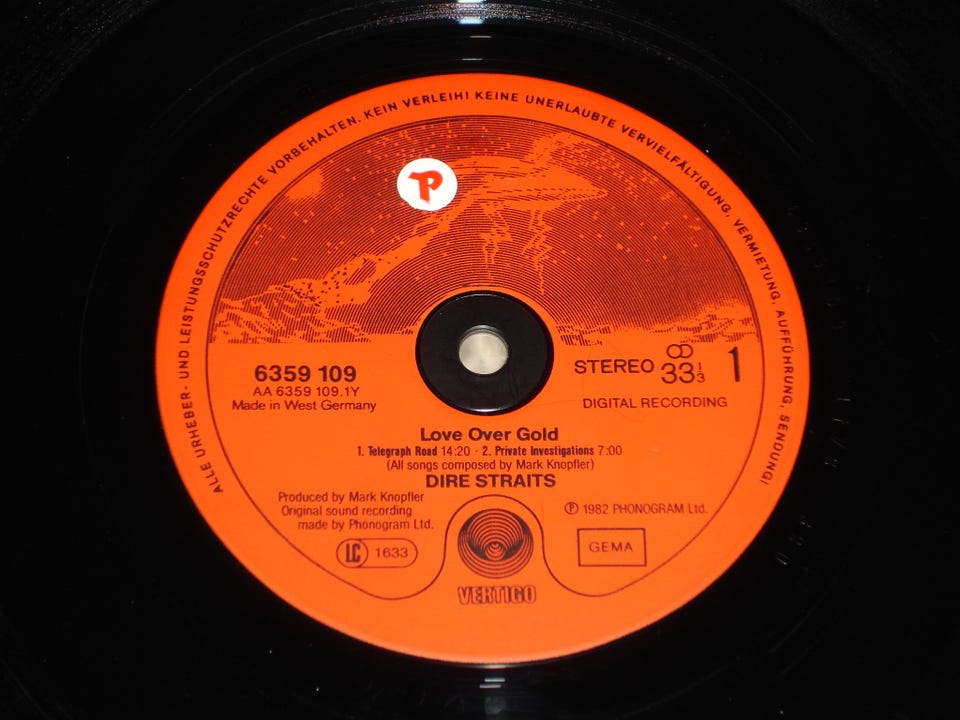 ALLE URHEBER- UND LEISTUNGSSCHUTZRECHTE VORBEHALTEN. KEIN VERLEIH! KEINE UNERLAUBTE VERVIELFÄLTIGUNG, VERMIETUNG, AUFFÜHRUNG, SENDUNG!
P
6359 109
AA 6359 109.1Y
Made in West Germany
STEREO 33 1/3 1
DIGITAL RECORDING
Love Over Gold
1. Telegraph Road 14:20 · 2. Private Investigations 7:00
(All songs composed by Mark Knopfler)
DIRE STRAITS
Produced by Mark Knopfler
Original sound recording
made by Phonogram Ltd.
℗ 1982 PHONOGRAM Ltd.
LC 1633
GEMA
VERTIGO